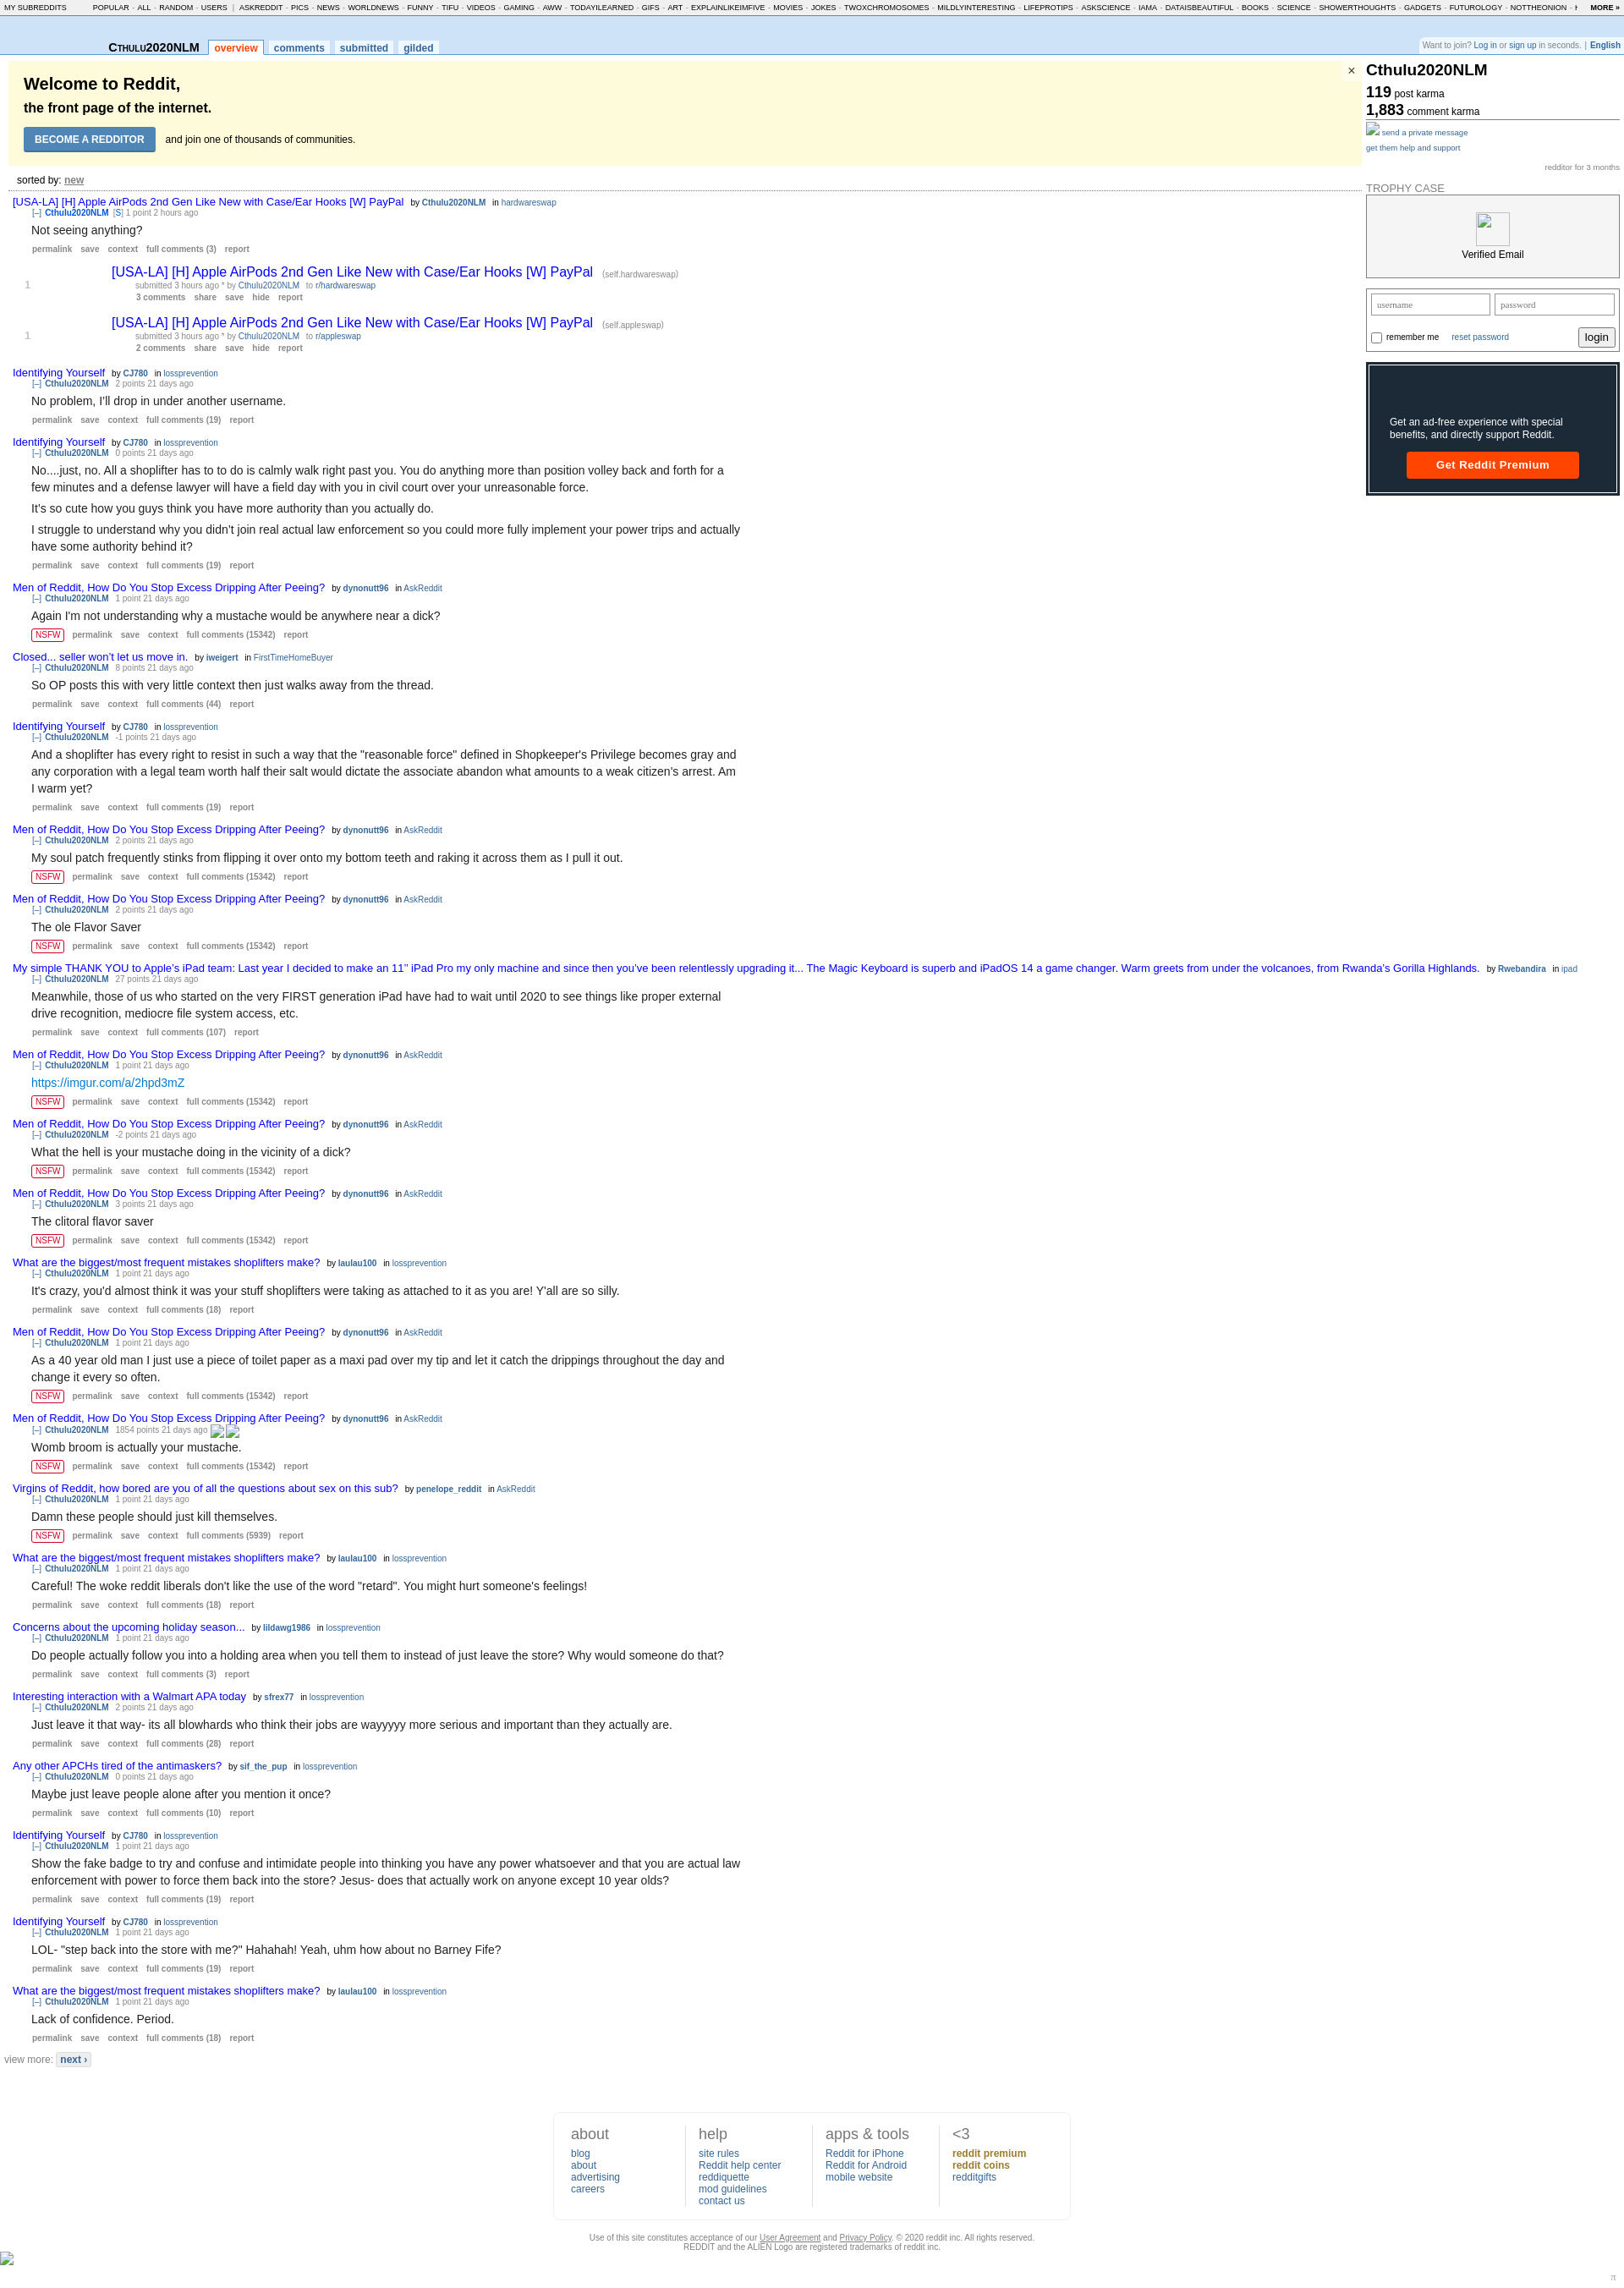 MY SUBREDDITS POPULAR - ALL - RANDOM - USERS | ASKREDDIT - PICS - NEWS - WORLDNEWS - FUNNY - TIFU - VIDEOS - GAMING - AWW - TODAYILEARNED - GIFS - ART - EXPLAINLIKEIMFIVE - MOVIES - JOKES - TWOXCHROMOSOMES - MILDLYINTERESTING - LIFEPROTIPS - ASKSCIENCE - IAMA - DATAISBEAUTIFUL - BOOKS - SCIENCE - SHOWERTHOUGHTS - GADGETS - FUTUROLOGY - NOTTHEONION - MORE »
CTHULU2020NLM overview comments submitted gilded
Want to join? Log in or sign up in seconds. | English
Welcome to Reddit,
the front page of the internet.
BECOME A REDDITOR and join one of thousands of communities.
×
sorted by: new
[USA-LA] [H] Apple AirPods 2nd Gen Like New with Case/Ear Hooks [W] PayPal by Cthulu2020NLM in hardwareswap
[–] Cthulu2020NLM [S] 1 point 2 hours ago
Not seeing anything?
permalink save context full comments (3) report
[USA-LA] [H] Apple AirPods 2nd Gen Like New with Case/Ear Hooks [W] PayPal (self.hardwareswap)
1 submitted 3 hours ago * by Cthulu2020NLM to r/hardwareswap
3 comments share save hide report
[USA-LA] [H] Apple AirPods 2nd Gen Like New with Case/Ear Hooks [W] PayPal (self.appleswap)
1 submitted 3 hours ago * by Cthulu2020NLM to r/appleswap
2 comments share save hide report
Identifying Yourself by CJ780 in lossprevention
[–] Cthulu2020NLM 2 points 21 days ago
No problem, I'll drop in under another username.
permalink save context full comments (19) report
Identifying Yourself by CJ780 in lossprevention
[–] Cthulu2020NLM 0 points 21 days ago
No....just, no. All a shoplifter has to to do is calmly walk right past you. You do anything more than position volley back and forth for a
few minutes and a defense lawyer will have a field day with you in civil court over your unreasonable force.
It's so cute how you guys think you have more authority than you actually do.
I struggle to understand why you didn't join real actual law enforcement so you could more fully implement your power trips and actually
have some authority behind it?
permalink save context full comments (19) report
Men of Reddit, How Do You Stop Excess Dripping After Peeing? by dynonutt96 in AskReddit
[–] Cthulu2020NLM 1 point 21 days ago
Again I'm not understanding why a mustache would be anywhere near a dick?
NSFW permalink save context full comments (15342) report
Closed... seller won't let us move in. by iweigert in FirstTimeHomeBuyer
[–] Cthulu2020NLM 8 points 21 days ago
So OP posts this with very little context then just walks away from the thread.
permalink save context full comments (44) report
Identifying Yourself by CJ780 in lossprevention
[–] Cthulu2020NLM -1 points 21 days ago
And a shoplifter has every right to resist in such a way that the "reasonable force" defined in Shopkeeper's Privilege becomes gray and
any corporation with a legal team worth half their salt would dictate the associate abandon what amounts to a weak citizen's arrest. Am
I warm yet?
permalink save context full comments (19) report
Men of Reddit, How Do You Stop Excess Dripping After Peeing? by dynonutt96 in AskReddit
[–] Cthulu2020NLM 2 points 21 days ago
My soul patch frequently stinks from flipping it over onto my bottom teeth and raking it across them as I pull it out.
NSFW permalink save context full comments (15342) report
Men of Reddit, How Do You Stop Excess Dripping After Peeing? by dynonutt96 in AskReddit
[–] Cthulu2020NLM 2 points 21 days ago
The ole Flavor Saver
NSFW permalink save context full comments (15342) report
My simple THANK YOU to Apple's iPad team: Last year I decided to make an 11'' iPad Pro my only machine and since then you've been relentlessly upgrading it... The Magic Keyboard is superb and iPadOS 14 a game changer. Warm greets from under the volcanoes, from Rwanda's Gorilla Highlands. by Rwebandira in ipad
[–] Cthulu2020NLM 27 points 21 days ago
Meanwhile, those of us who started on the very FIRST generation iPad have had to wait until 2020 to see things like proper external
drive recognition, mediocre file system access, etc.
permalink save context full comments (107) report
Men of Reddit, How Do You Stop Excess Dripping After Peeing? by dynonutt96 in AskReddit
[–] Cthulu2020NLM 1 point 21 days ago
https://imgur.com/a/2hpd3mZ
NSFW permalink save context full comments (15342) report
Men of Reddit, How Do You Stop Excess Dripping After Peeing? by dynonutt96 in AskReddit
[–] Cthulu2020NLM -2 points 21 days ago
What the hell is your mustache doing in the vicinity of a dick?
NSFW permalink save context full comments (15342) report
Men of Reddit, How Do You Stop Excess Dripping After Peeing? by dynonutt96 in AskReddit
[–] Cthulu2020NLM 3 points 21 days ago
The clitoral flavor saver
NSFW permalink save context full comments (15342) report
What are the biggest/most frequent mistakes shoplifters make? by laulau100 in lossprevention
[–] Cthulu2020NLM 1 point 21 days ago
It's crazy, you'd almost think it was your stuff shoplifters were taking as attached to it as you are! Y'all are so silly.
permalink save context full comments (18) report
Men of Reddit, How Do You Stop Excess Dripping After Peeing? by dynonutt96 in AskReddit
[–] Cthulu2020NLM 1 point 21 days ago
As a 40 year old man I just use a piece of toilet paper as a maxi pad over my tip and let it catch the drippings throughout the day and
change it every so often.
NSFW permalink save context full comments (15342) report
Men of Reddit, How Do You Stop Excess Dripping After Peeing? by dynonutt96 in AskReddit
[–] Cthulu2020NLM 1854 points 21 days ago
Womb broom is actually your mustache.
NSFW permalink save context full comments (15342) report
Virgins of Reddit, how bored are you of all the questions about sex on this sub? by penelope_reddit in AskReddit
[–] Cthulu2020NLM 1 point 21 days ago
Damn these people should just kill themselves.
NSFW permalink save context full comments (5939) report
What are the biggest/most frequent mistakes shoplifters make? by laulau100 in lossprevention
[–] Cthulu2020NLM 1 point 21 days ago
Careful! The woke reddit liberals don't like the use of the word "retard". You might hurt someone's feelings!
permalink save context full comments (18) report
Concerns about the upcoming holiday season... by lildawg1986 in lossprevention
[–] Cthulu2020NLM 1 point 21 days ago
Do people actually follow you into a holding area when you tell them to instead of just leave the store? Why would someone do that?
permalink save context full comments (3) report
Interesting interaction with a Walmart APA today by sfrex77 in lossprevention
[–] Cthulu2020NLM 2 points 21 days ago
Just leave it that way- its all blowhards who think their jobs are wayyyyy more serious and important than they actually are.
permalink save context full comments (28) report
Any other APCHs tired of the antimaskers? by sif_the_pup in lossprevention
[–] Cthulu2020NLM 0 points 21 days ago
Maybe just leave people alone after you mention it once?
permalink save context full comments (10) report
Identifying Yourself by CJ780 in lossprevention
[–] Cthulu2020NLM 1 point 21 days ago
Show the fake badge to try and confuse and intimidate people into thinking you have any power whatsoever and that you are actual law
enforcement with power to force them back into the store? Jesus- does that actually work on anyone except 10 year olds?
permalink save context full comments (19) report
Identifying Yourself by CJ780 in lossprevention
[–] Cthulu2020NLM 1 point 21 days ago
LOL- "step back into the store with me?" Hahahah! Yeah, uhm how about no Barney Fife?
permalink save context full comments (19) report
What are the biggest/most frequent mistakes shoplifters make? by laulau100 in lossprevention
[–] Cthulu2020NLM 1 point 21 days ago
Lack of confidence. Period.
permalink save context full comments (18) report
view more: next ›
Cthulu2020NLM
119 post karma
1,883 comment karma
send a private message
get them help and support
redditor for 3 months
TROPHY CASE
Verified Email
username password
remember me reset password login
Get an ad-free experience with special
benefits, and directly support Reddit.
Get Reddit Premium
about
blog
about
advertising
careers
help
site rules
Reddit help center
reddiquette
mod guidelines
contact us
apps & tools
Reddit for iPhone
Reddit for Android
mobile website
<3
reddit premium
reddit coins
redditgifts
Use of this site constitutes acceptance of our User Agreement and Privacy Policy. © 2020 reddit inc. All rights reserved.
REDDIT and the ALIEN Logo are registered trademarks of reddit inc.